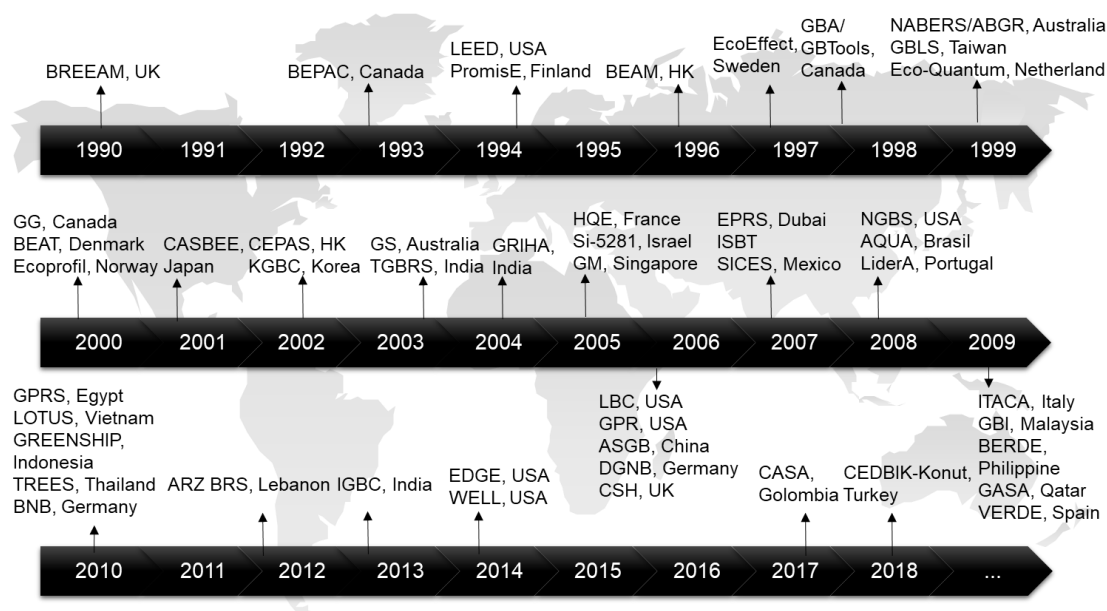 BREEAM, UK
BEPAC, Canada
LEED, USA
PromisE, Finland
BEAM, HK
EcoEffect,
Sweden
GBA/
GBTools,
Canada
NABERS/ABGR, Australia
GBLS, Taiwan
Eco-Quantum, Netherland
1990 1991 1992 1993 1994 1995 1996 1997 1998 1999
GG, Canada
BEAT, Denmark
Ecoprofil, Norway
CASBEE,
Japan
CEPAS, HK
KGBC, Korea
GS, Australia
TGBRS, India
GRIHA,
India
HQE, France
Si-5281, Israel
GM, Singapore
EPRS, Dubai
ISBT
SICES, Mexico
NGBS, USA
AQUA, Brasil
LiderA, Portugal
2000 2001 2002 2003 2004 2005 2006 2007 2008 2009
LBC, USA
GPR, USA
ASGB, China
DGNB, Germany
CSH, UK
ITACA, Italy
GBI, Malaysia
BERDE,
Philippine
GASA, Qatar
VERDE, Spain
GPRS, Egypt
LOTUS, Vietnam
GREENSHIP,
Indonesia
TREES, Thailand
BNB, Germany
ARZ BRS, Lebanon
IGBC, India
EDGE, USA
WELL, USA
CASA,
Golombia
CEDBIK-Konut,
Turkey
2010 2011 2012 2013 2014 2015 2016 2017 2018 ...